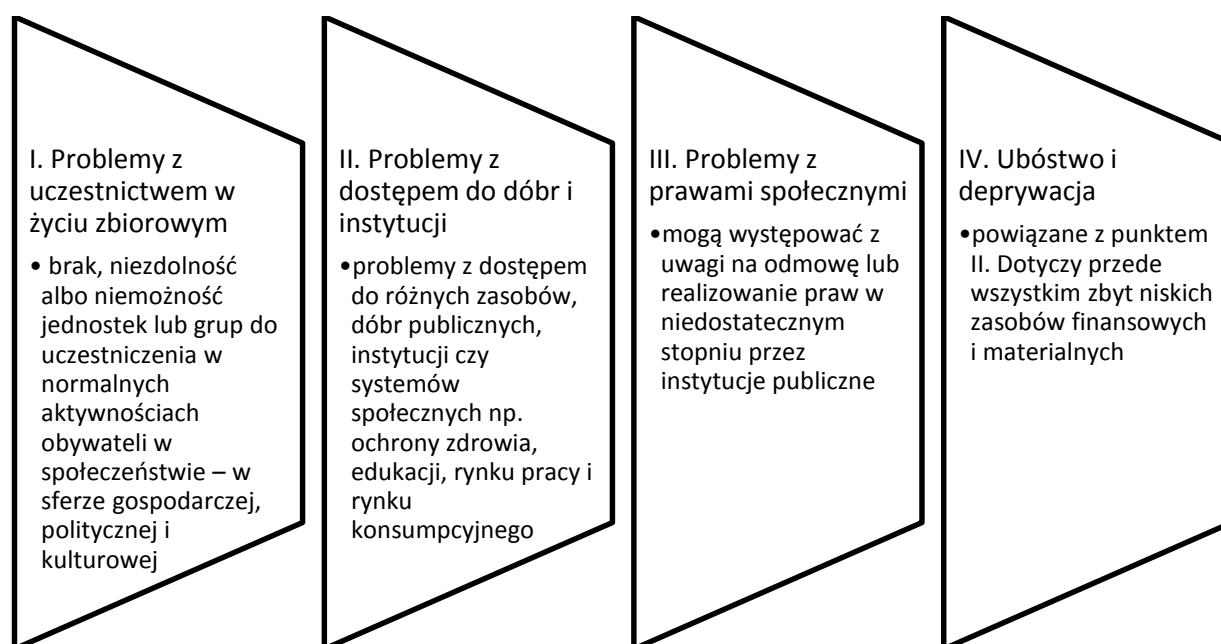 I. Problemy z
uczestnictwem w
życiu zbiorowym
• brak, niezdolność
albo niemożność
jednostek lub grup do
uczestniczenia w
normalnych
aktywnościach
obywateli w
społeczeństwie – w
sferze gospodarczej,
politycznej i
kulturowej
II. Problemy z
dostępem do dóbr i
instytucji
•problemy z dostępem
do różnych zasobów,
dóbr publicznych,
instytucji czy
systemów
społecznych np.
ochrony zdrowia,
edukacji, rynku pracy i
rynku
konsumpcyjnego
III. Problemy z
prawami społecznymi
•mogą występować z
uwagi na odmowę lub
realizowanie praw w
niedostatecznym
stopniu przez
instytucje publiczne
IV. Ubóstwo i
deprywacja
•powiązane z punktem
II. Dotyczy przede
wszystkim zbyt niskich
zasobów finansowych
i materialnych